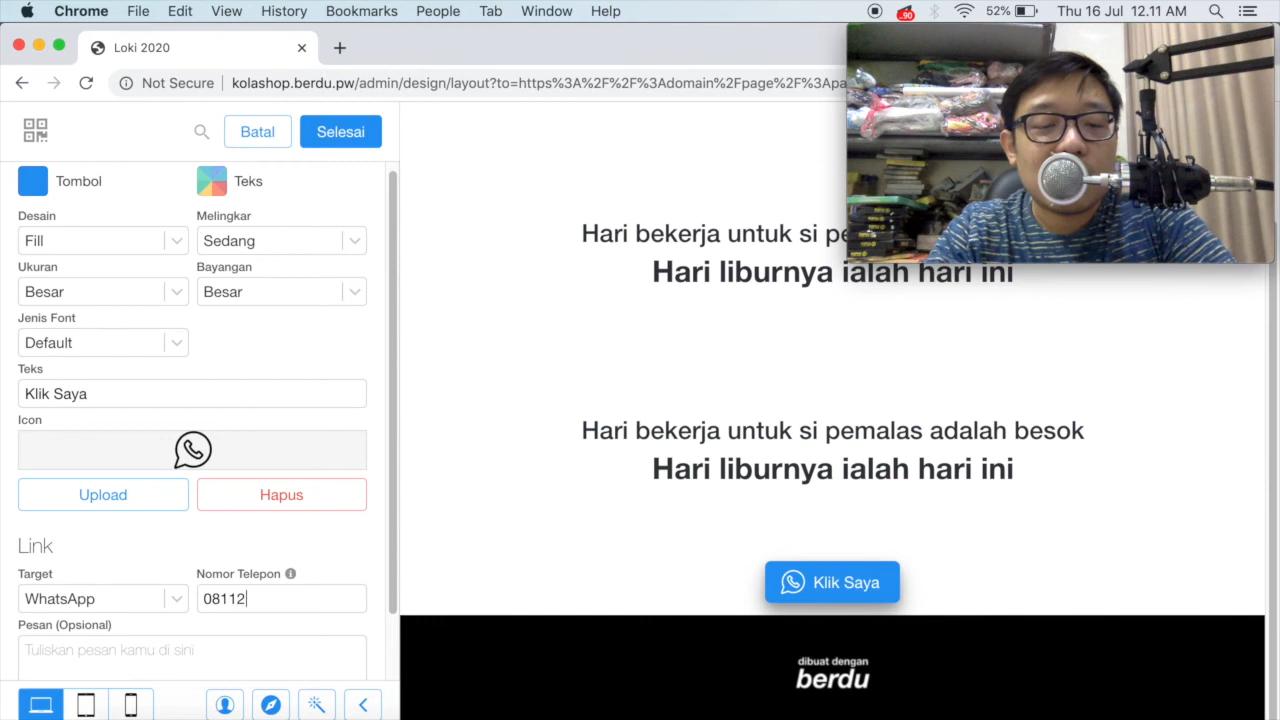 Chrome File Edit View History Bookmarks People Tab Window Help
..90 52% Thu 16 Jul 12.11 AM
Loki 2020
Not Secure kolashop.berdu.pw/admin/design/layout?to=https%3A%2F%2F%3Adomain%2Fpage%2F%3Apa
Batal Selesai
Tombol Teks
Desain Melingkar
Fill Sedang
Ukuran Bayangan
Besar Besar
Jenis Font
Default
Teks
Klik Saya
Icon
Upload Hapus
Link
Target Nomor Telepon
WhatsApp 08112
Pesan (Opsional)
Tuliskan pesan kamu di sini
Hari bekerja untuk si pe
Hari liburnya ialah hari ini
Hari bekerja untuk si pemalas adalah besok
Hari liburnya ialah hari ini
Klik Saya
dibuat dengan
berdu